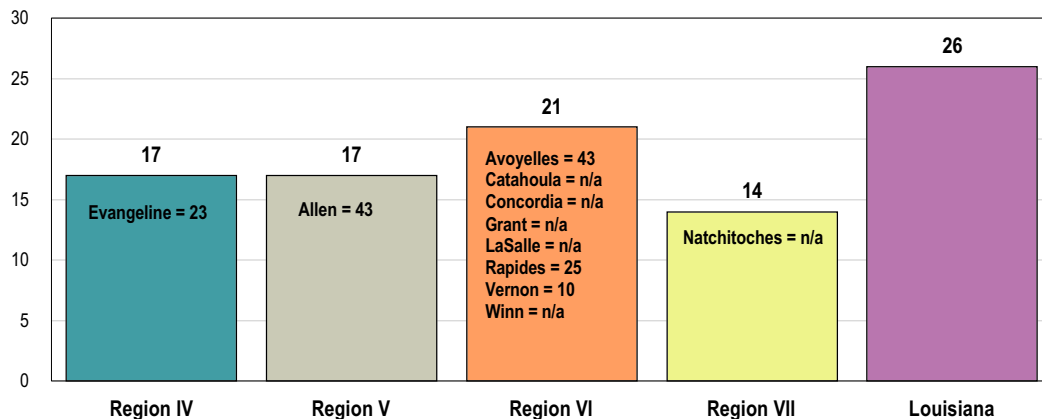 30
25
20
15
10
5
0
17
17
21
14
26
Evangeline = 23
Allen = 43
Avoyelles = 43
Catahoula = n/a
Concordia = n/a
Grant = n/a
LaSalle = n/a
Rapides = 25
Vernon = 10
Winn = n/a
Natchitoches = n/a
Region IV
Region V
Region VI
Region VII
Louisiana